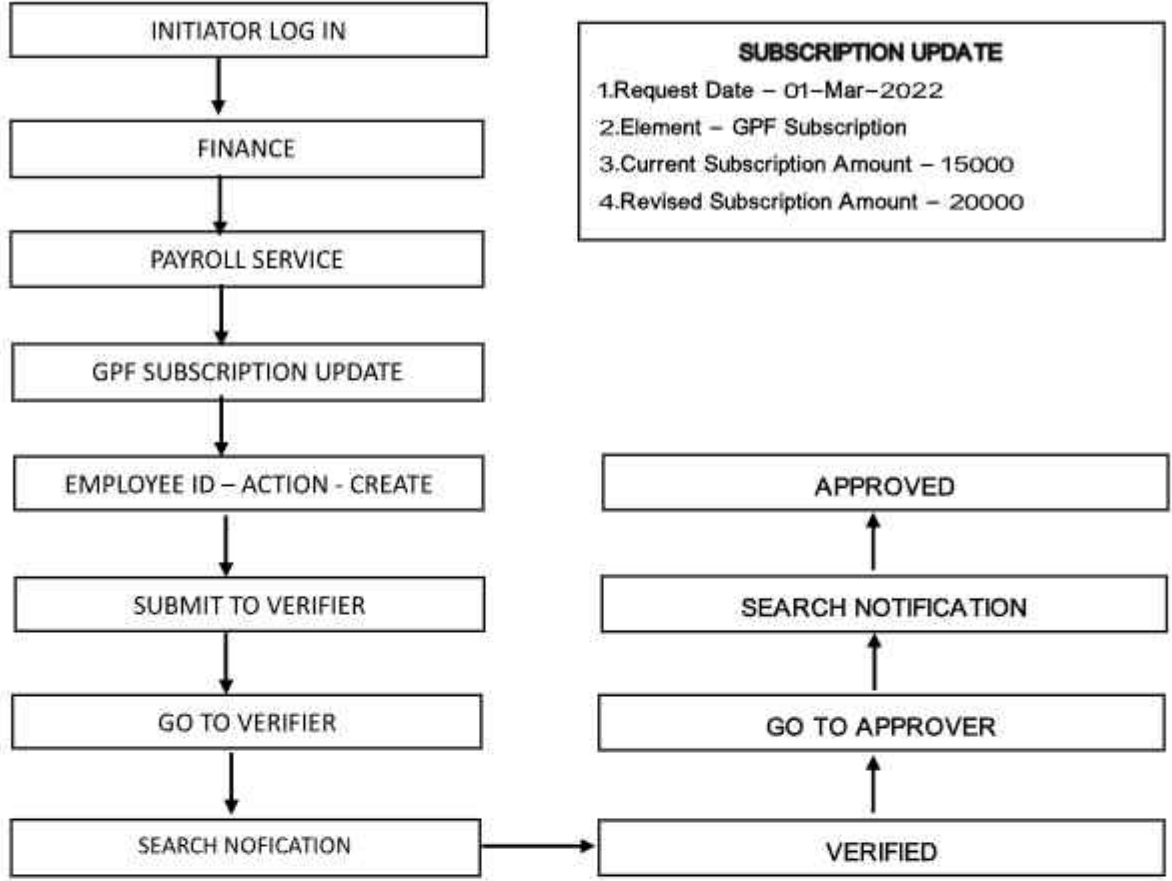 INITIATOR LOG IN
FINANCE
PAYROLL SERVICE
GPF SUBSCRIPTION UPDATE
EMPLOYEE ID – ACTION - CREATE
SUBMIT TO VERIFIER
GO TO VERIFIER
SEARCH NOFICATION
VERIFIED
GO TO APPROVER
SEARCH NOTIFICATION
APPROVED
SUBSCRIPTION UPDATE
1.Request Date – 01-Mar-2022
2.Element – GPF Subscription
3.Current Subscription Amount – 15000
4.Revised Subscription Amount – 20000